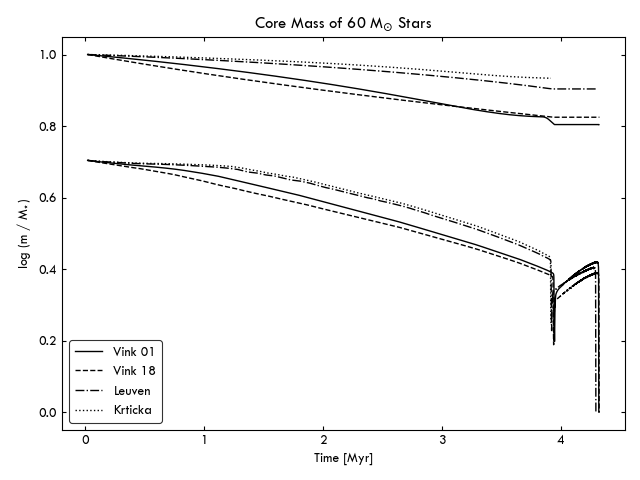 Core Mass of 60 M⊙ Stars
1.0
0.8
0.6
0.4
0.2
0.0
log (m / M⋆)
Vink 01
Vink 18
Leuven
Krticka
0 1 2 3 4
Time [Myr]